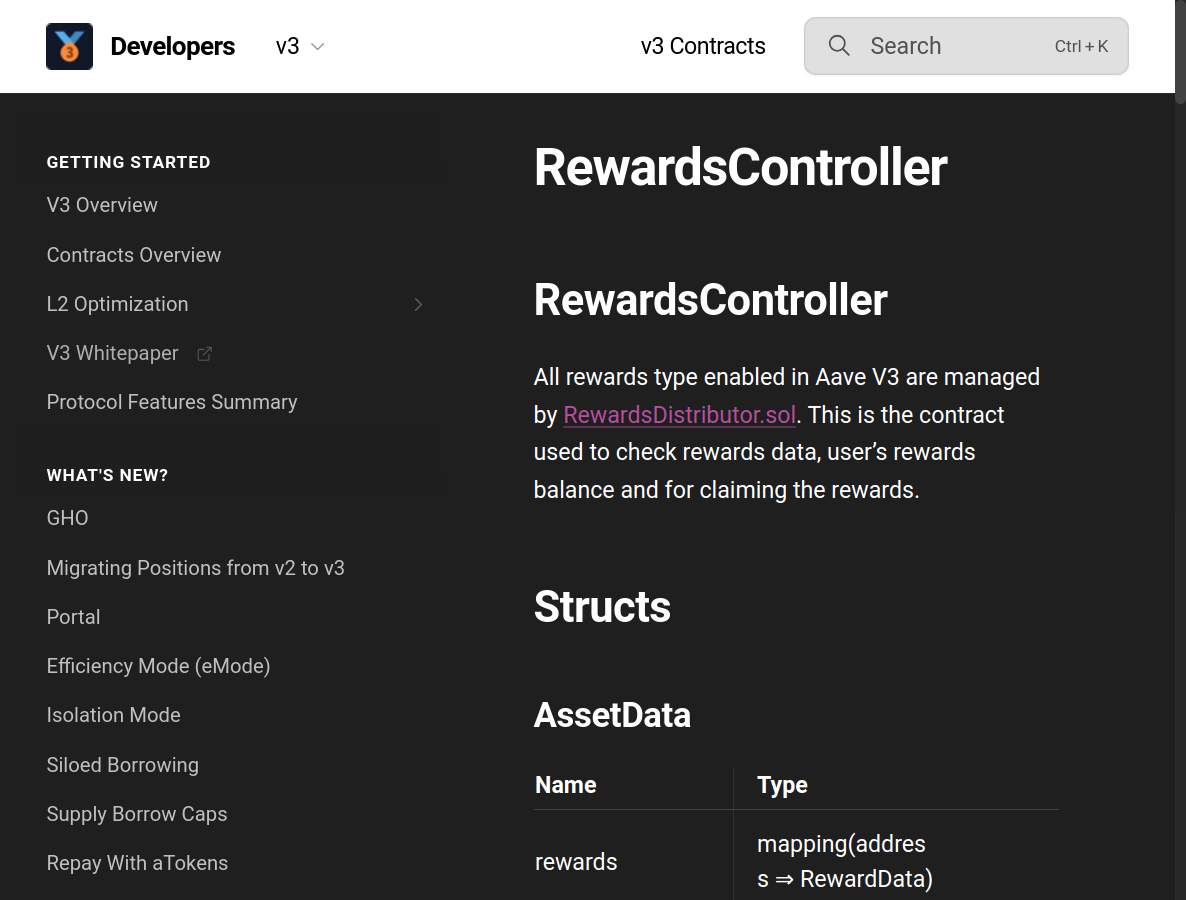 Developers
v3
v3 Contracts
Search
Ctrl + K
GETTING STARTED
V3 Overview
Contracts Overview
L2 Optimization
V3 Whitepaper
Protocol Features Summary
WHAT'S NEW?
GHO
Migrating Positions from v2 to v3
Portal
Efficiency Mode (eMode)
Isolation Mode
Siloed Borrowing
Supply Borrow Caps
Repay With aTokens
RewardsController
RewardsController
All rewards type enabled in Aave V3 are managed
by RewardsDistributor.sol. This is the contract
used to check rewards data, user’s rewards
balance and for claiming the rewards.
Structs
AssetData
Name Type
rewards
mapping(addres
s ⇒ RewardData)